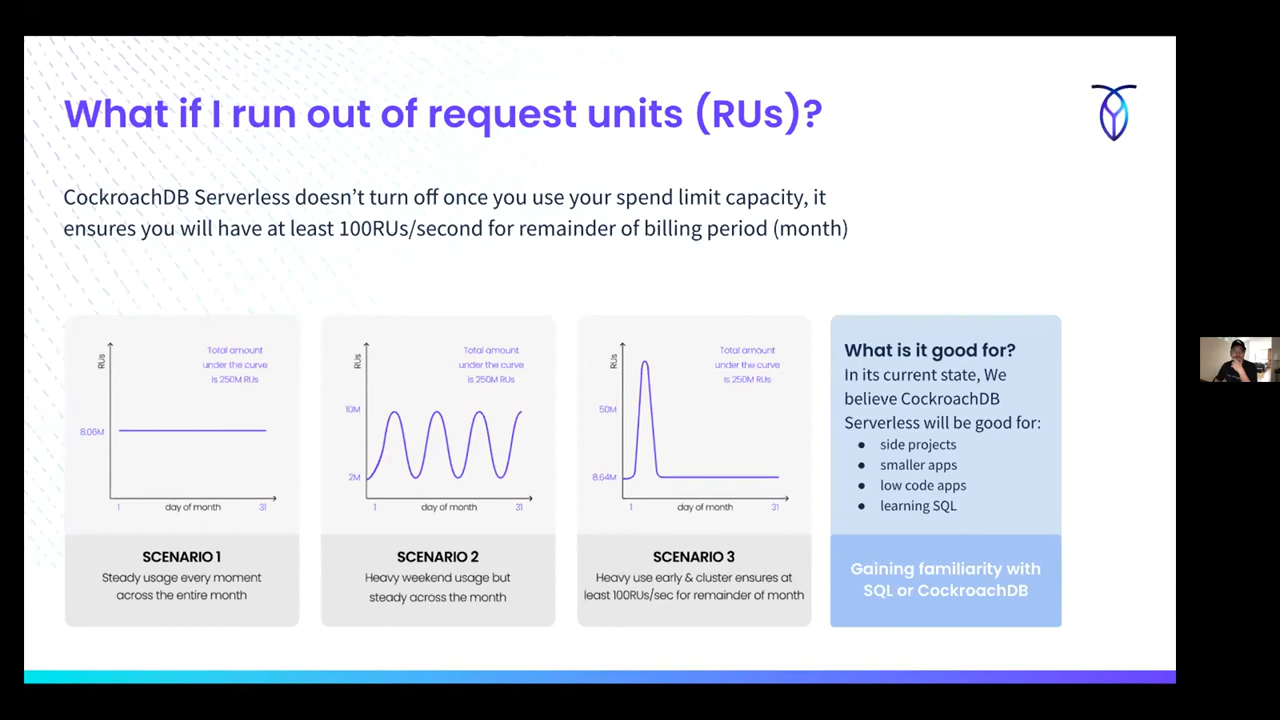 What if I run out of request units (RUs)?
CockroachDB Serverless doesn’t turn off once you use your spend limit capacity, it
ensures you will have at least 100RUs/second for remainder of billing period (month)
RUs
Total amount
under the curve
is 250M RUs
8.06M
1
day of month
31
SCENARIO 1
Steady usage every moment
across the entire month
RUs
Total amount
under the curve
is 250M RUs
10M
2M
1
day of month
31
SCENARIO 2
Heavy weekend usage but
steady across the month
RUs
Total amount
under the curve
is 250M RUs
50M
8.64M
1
day of month
31
SCENARIO 3
Heavy use early & cluster ensures at
least 100RUs/sec for remainder of month
What is it good for?
In its current state, We
believe CockroachDB
Serverless will be good for:
● side projects
● smaller apps
● low code apps
● learning SQL
Gaining familiarity with
SQL or CockroachDB